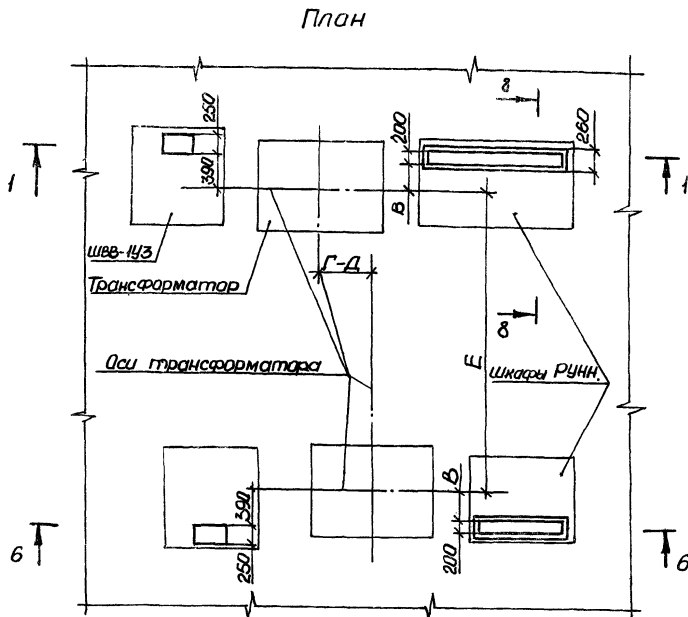 План
8
250
200
260
1
390
1
В
ШВВ-1У3
Г-Д
Трансформатор
8
Е
Оси трансформатора
Шкафы РУНН.
В
390
6
250
200
6